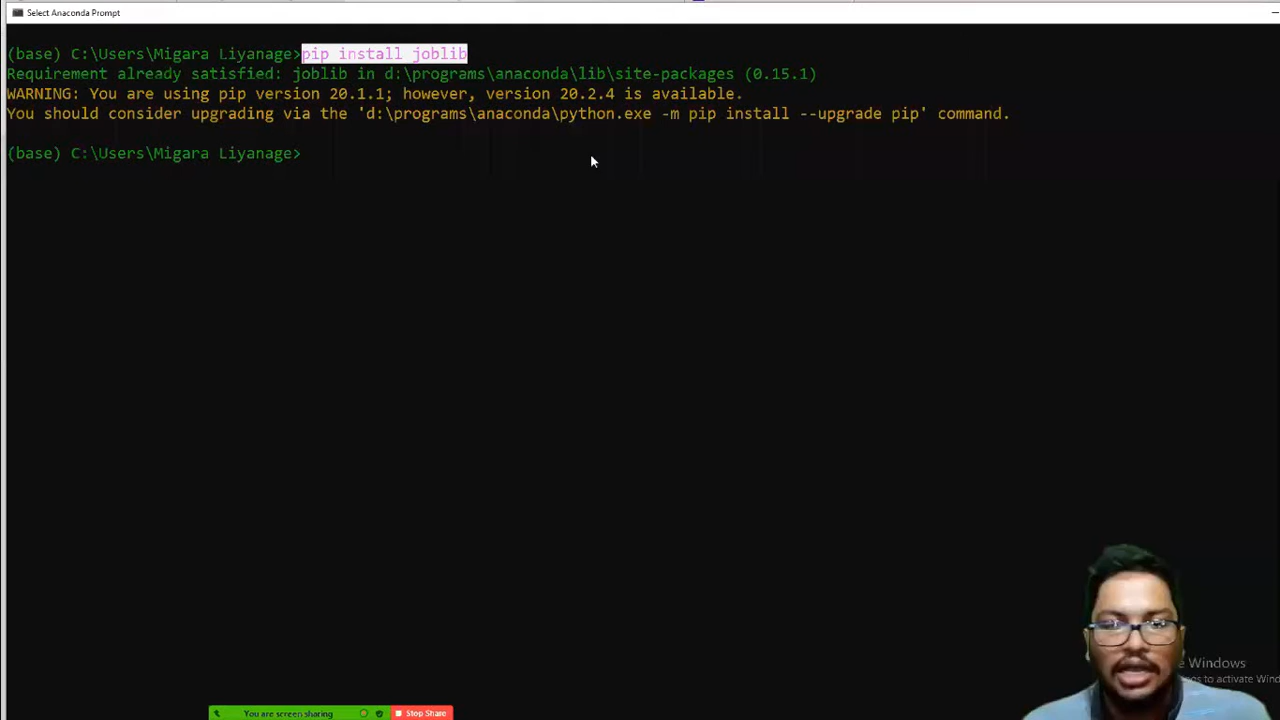 Select Anaconda Prompt
(base) C:\Users\Migara Liyanage>pip install joblib
Requirement already satisfied: joblib in d:\programs\anaconda\lib\site-packages (0.15.1)
WARNING: You are using pip version 20.1.1; however, version 20.2.4 is available.
You should consider upgrading via the 'd:\programs\anaconda\python.exe -m pip install --upgrade pip' command.
(base) C:\Users\Migara Liyanage>
e Windows
to activate Wind
You are screen sharing
Stop Share